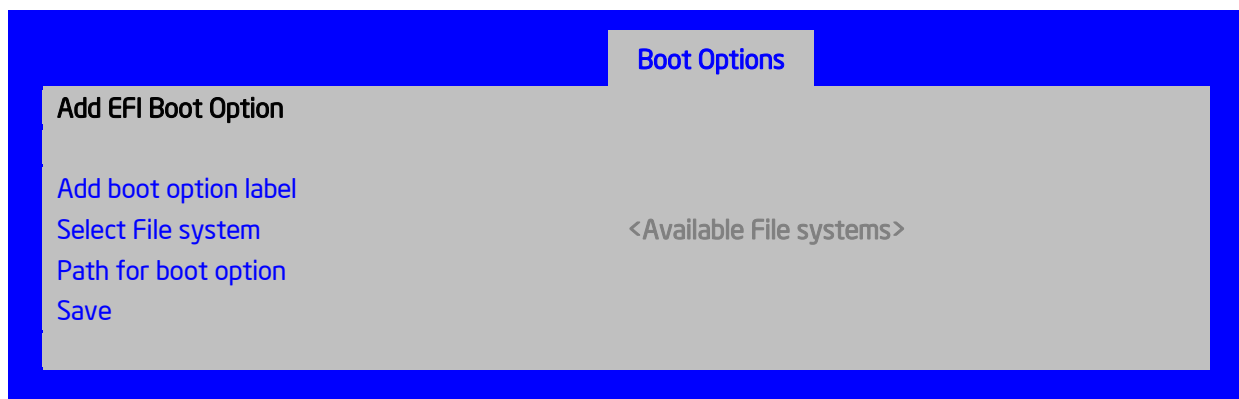 Boot Options
Add EFI Boot Option
Add boot option label
Select File system <Available File systems>
Path for boot option
Save